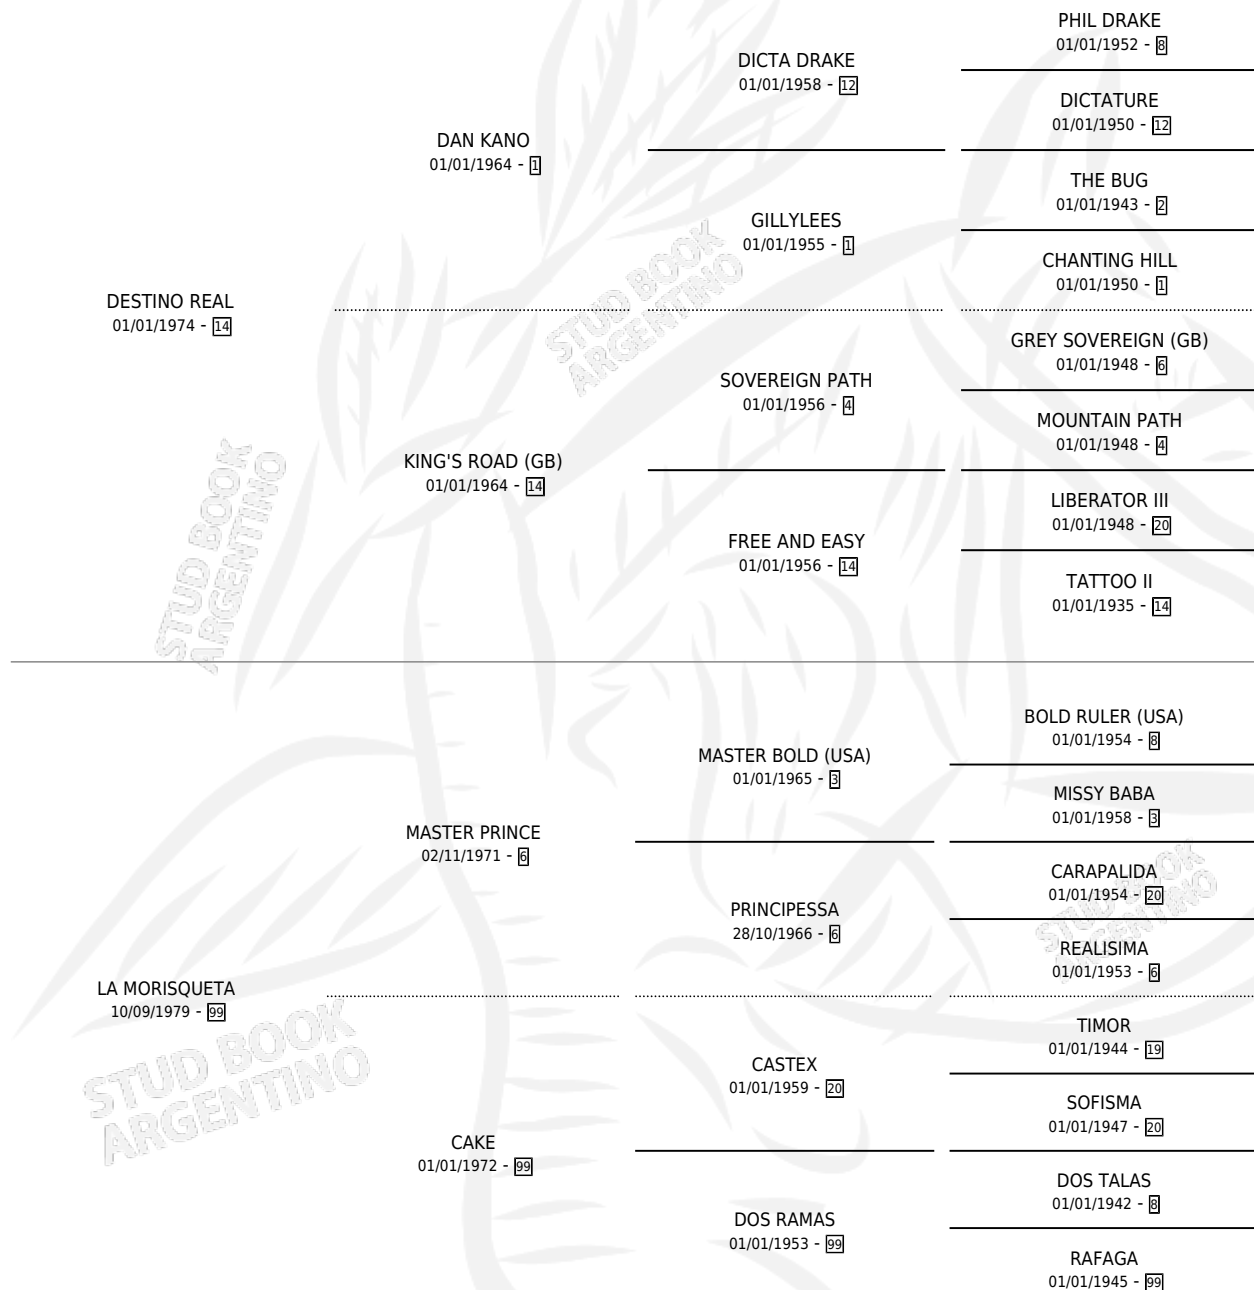 PHIL DRAKE
01/01/1952 - 8
DICTA DRAKE
01/01/1958 - 12
DICTATURE
01/01/1950 - 12
DAN KANO
01/01/1964 - 1
THE BUG
01/01/1943 - 2
GILLYLEES
01/01/1955 - 1
CHANTING HILL
01/01/1950 - 1
DESTINO REAL
01/01/1974 - 14
STUD BOOK
ARGENTINO
GREY SOVEREIGN (GB)
01/01/1948 - 6
SOVEREIGN PATH
01/01/1956 - 4
MOUNTAIN PATH
01/01/1948 - 4
KING'S ROAD (GB)
01/01/1964 - 14
LIBERATOR III
01/01/1948 - 20
FREE AND EASY
01/01/1956 - 14
TATTOO II
01/01/1935 - 14
STUD BOOK
ARGENTINO
BOLD RULER (USA)
01/01/1954 - 8
MASTER BOLD (USA)
01/01/1965 - 3
MISSY BABA
01/01/1958 - 3
MASTER PRINCE
02/11/1971 - 6
CARAPALIDA
01/01/1954 - 20
PRINCIPESSA
28/10/1966 - 6
REALISIMA
01/01/1953 - 6
STUD BOOK
ARGENTINO
LA MORISQUETA
10/09/1979 - 99
TIMOR
01/01/1944 - 19
CASTEX
01/01/1959 - 20
SOFISMA
01/01/1947 - 20
STUD BOOK
ARGENTINO
CAKE
01/01/1972 - 99
DOS TALAS
01/01/1942 - 8
DOS RAMAS
01/01/1953 - 99
RAFAGA
01/01/1945 - 99